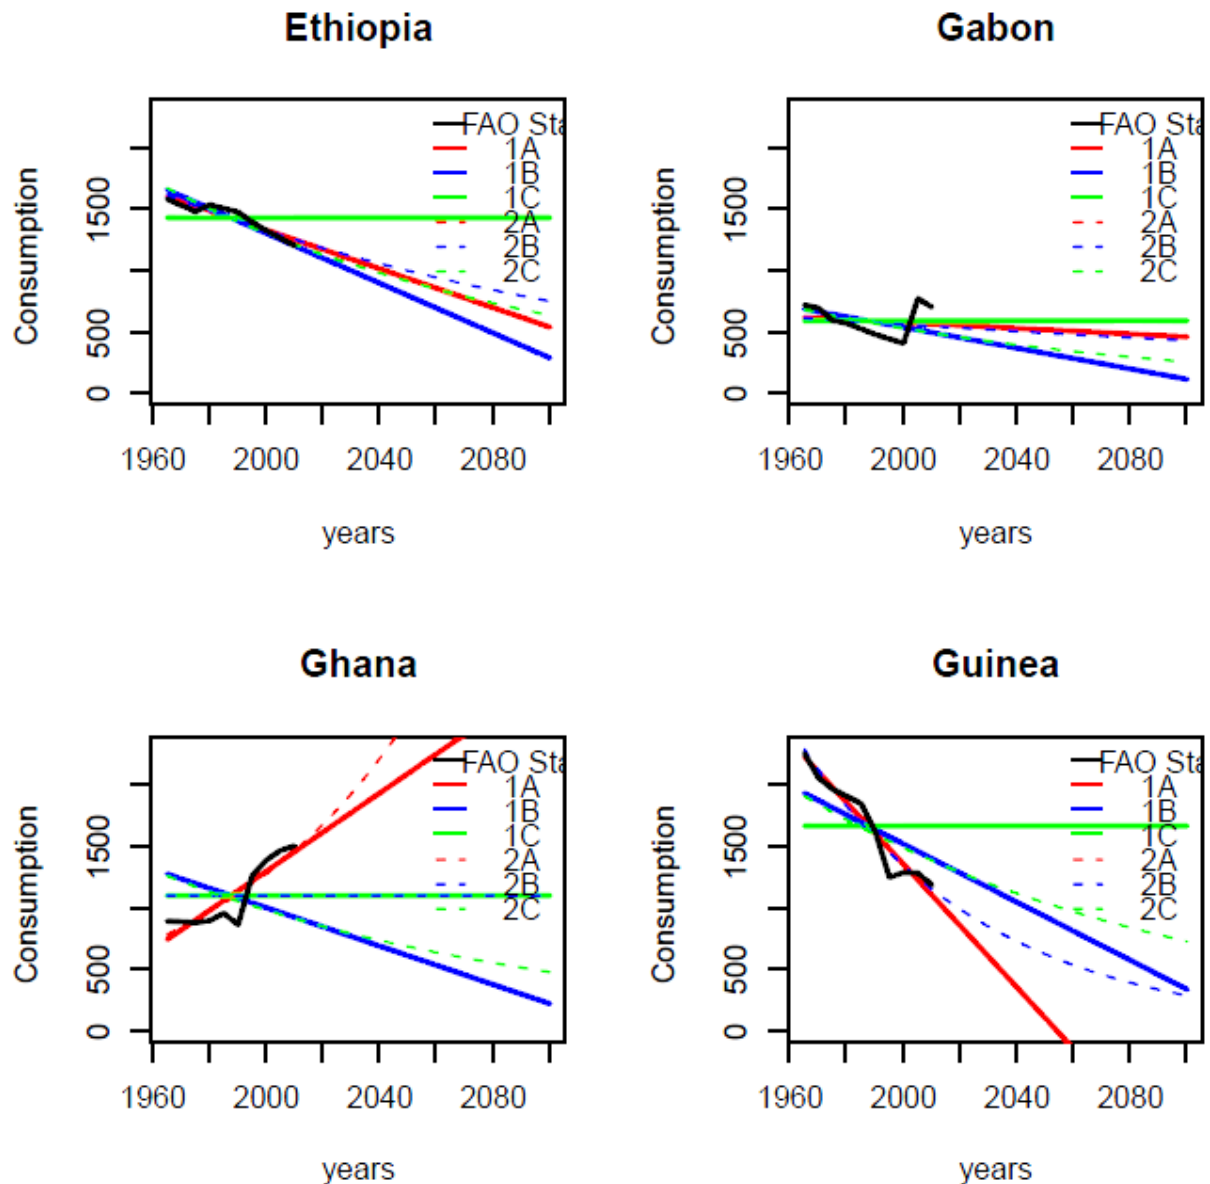 Ethiopia
FAO Sta
1A
1B
1C
2A
2B
2C
Consumption
0
500
1500
1960 2000 2040 2080
years
Gabon
FAO Sta
1A
1B
1C
2A
2B
2C
Consumption
0
500
1500
1960 2000 2040 2080
years
Ghana
FAO Sta
1A
1B
1C
2A
2B
2C
Consumption
0
500
1500
1960 2000 2040 2080
years
Guinea
FAO Sta
1A
1B
1C
2A
2B
2C
Consumption
0
500
1500
1960 2000 2040 2080
years